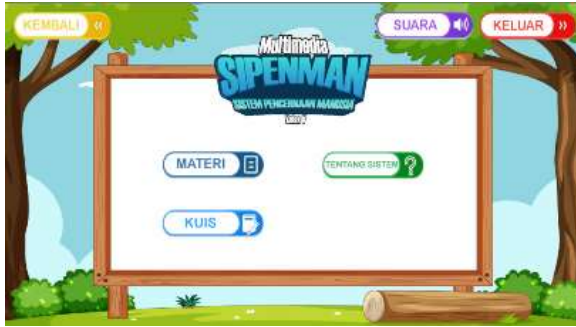 KEMBALI
SUARA
KELUAR
Multimedia
SIPENMAN
SISTEM PENCERNAAN MANUSIA
MATERI
TENTANG SISTEM
KUIS